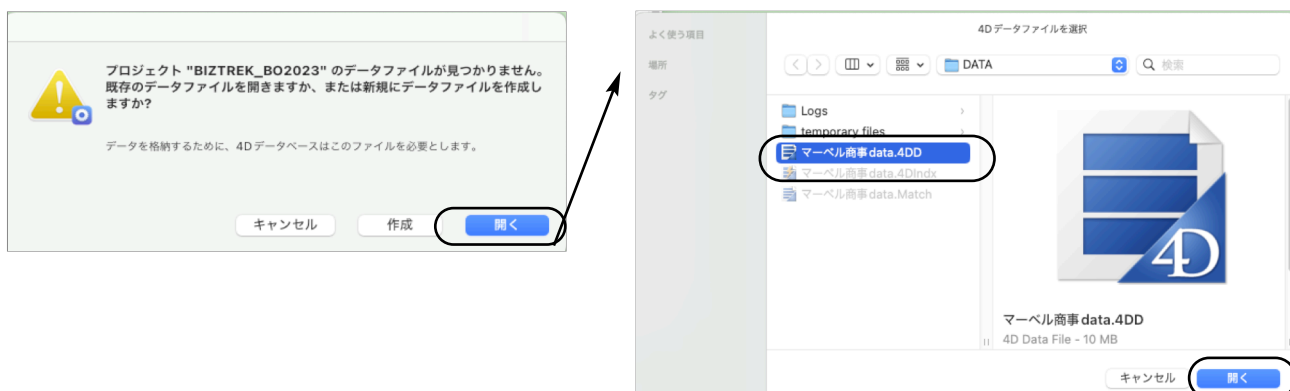 プロジェクト "BIZTREK_BO2023" のデータファイルが見つかりません。
既存のデータファイルを開きますか、または新規にデータファイルを作成し
ますか?
データを格納するために、4Dデータベースはこのファイルを必要とします。
キャンセル
作成
開く
4Dデータファイルを選択
よく使う項目
場所
タグ
DATA
検索
Logs
temporary files
マーベル商事data.4DD
マーベル商事data.4DIndx
マーベル商事data.Match
4D
マーベル商事data.4DD
4D Data File - 10 MB
キャンセル
開く